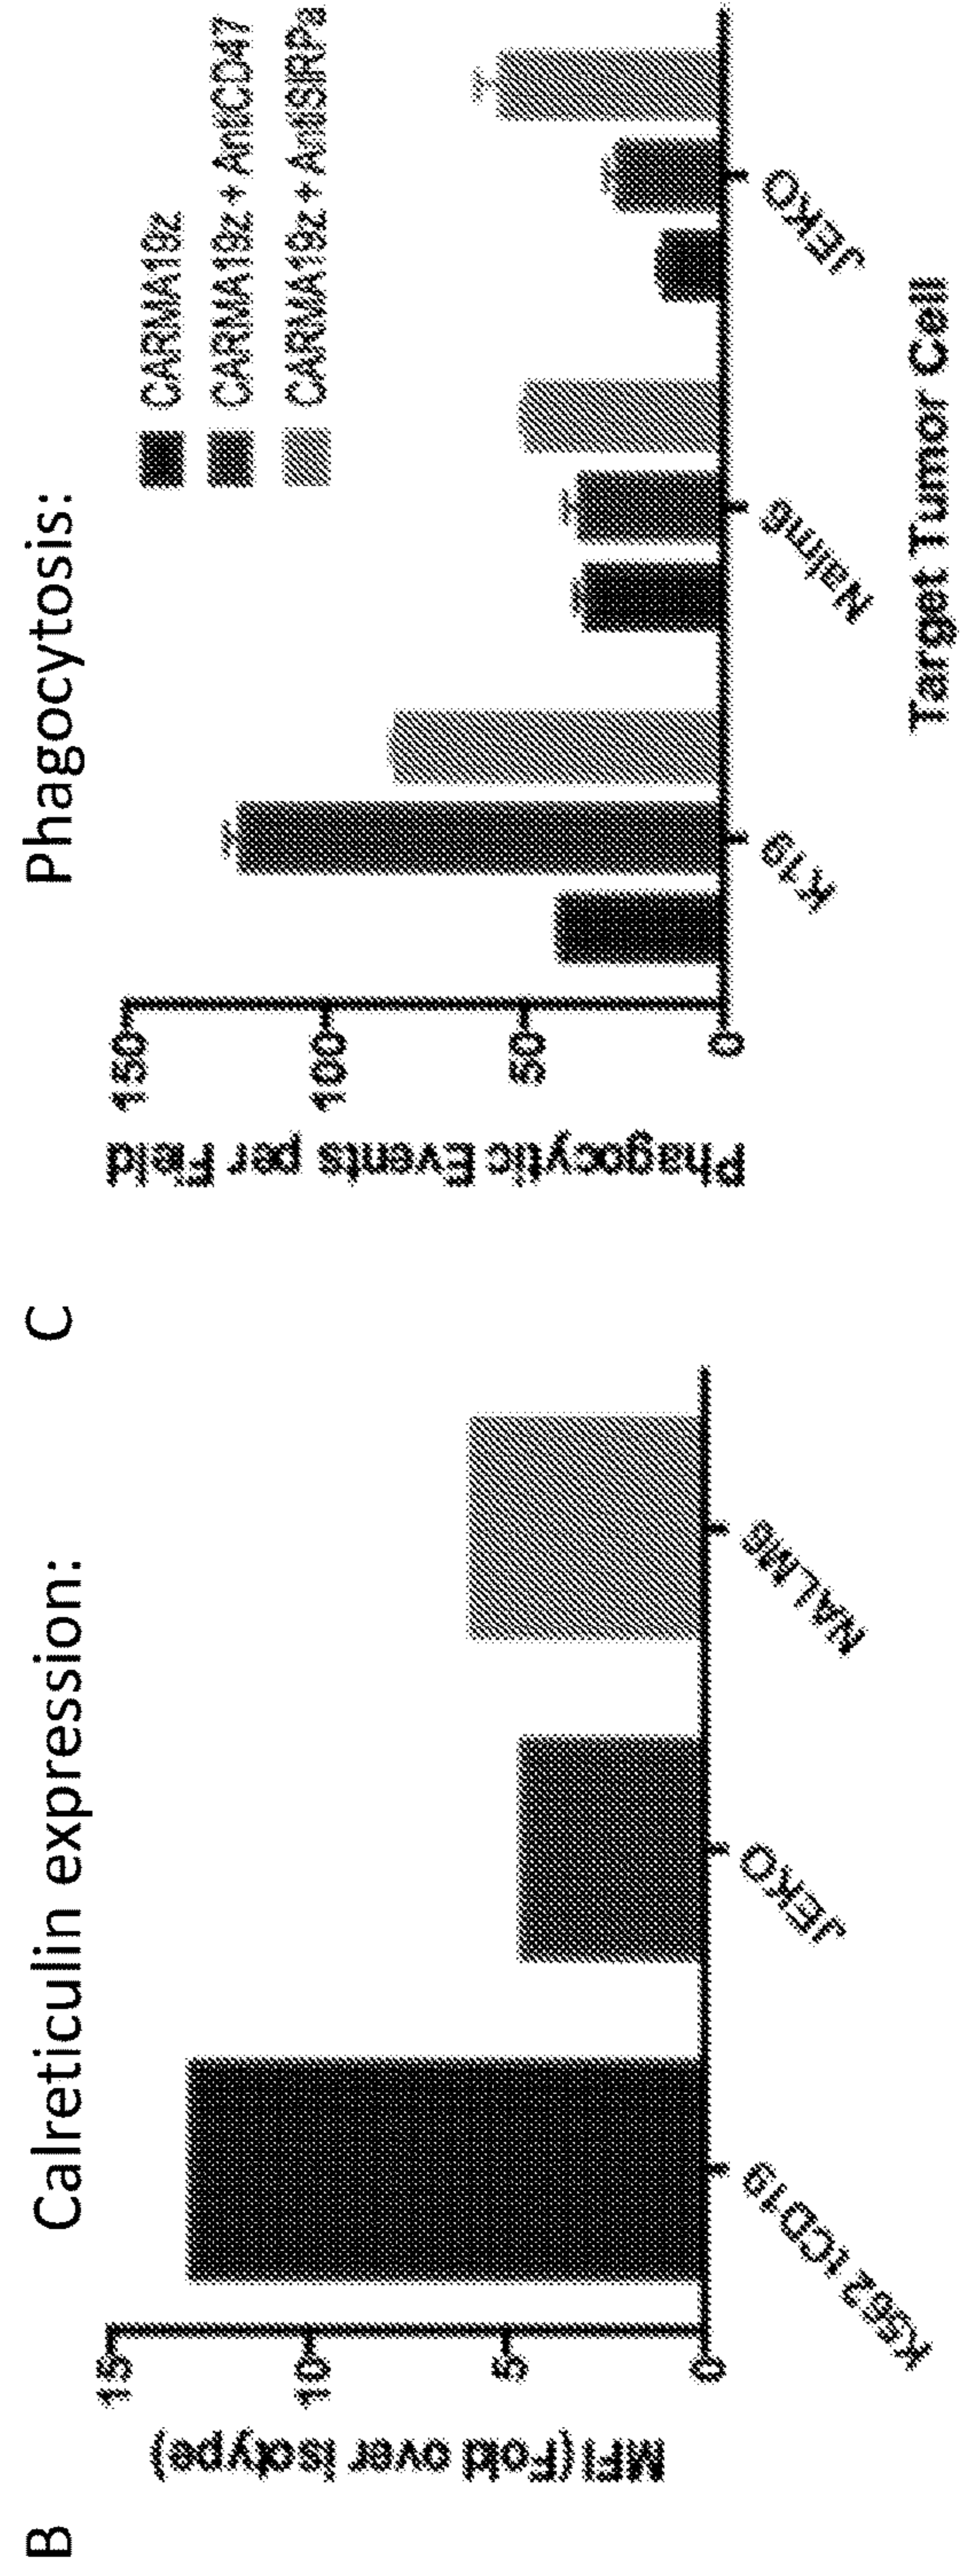 B
Calreticulin expression:
MFI (Fold over isotype)
15
10
5
0
K562 tCD19
JEKO
NALM6
C
Phagocytosis:
Phagocytic Events per Field
150
100
50
0
CARMA19z
CARMA19z + AntiCD47
CARMA19z + AntiSIRPa
K19
Nalm6
JEKO
Target Tumor Cell